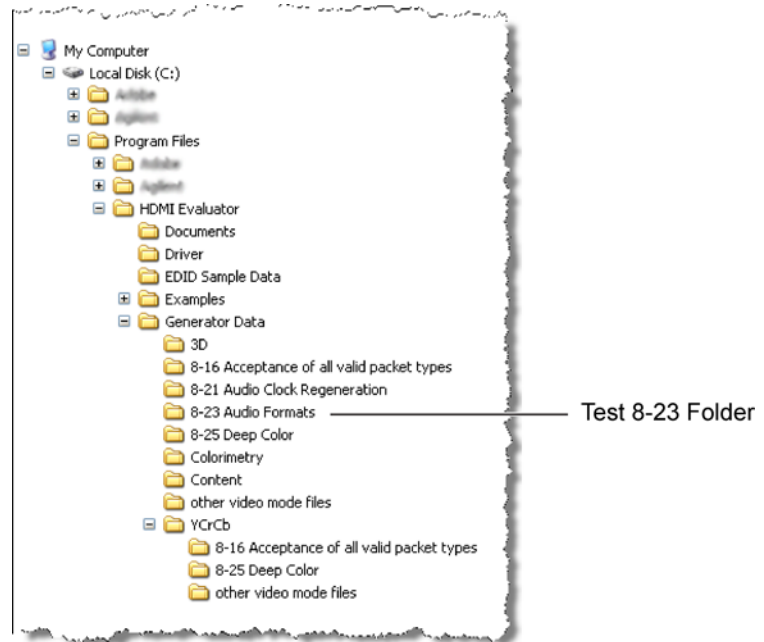 My Computer
Local Disk (C:)
Program Files
HDMI Evaluator
Documents
Driver
EDID Sample Data
Examples
Generator Data
3D
8-16 Acceptance of all valid packet types
8-21 Audio Clock Regeneration
8-23 Audio Formats
Test 8-23 Folder
8-25 Deep Color
Colorimetry
Content
other video mode files
YCrCb
8-16 Acceptance of all valid packet types
8-25 Deep Color
other video mode files